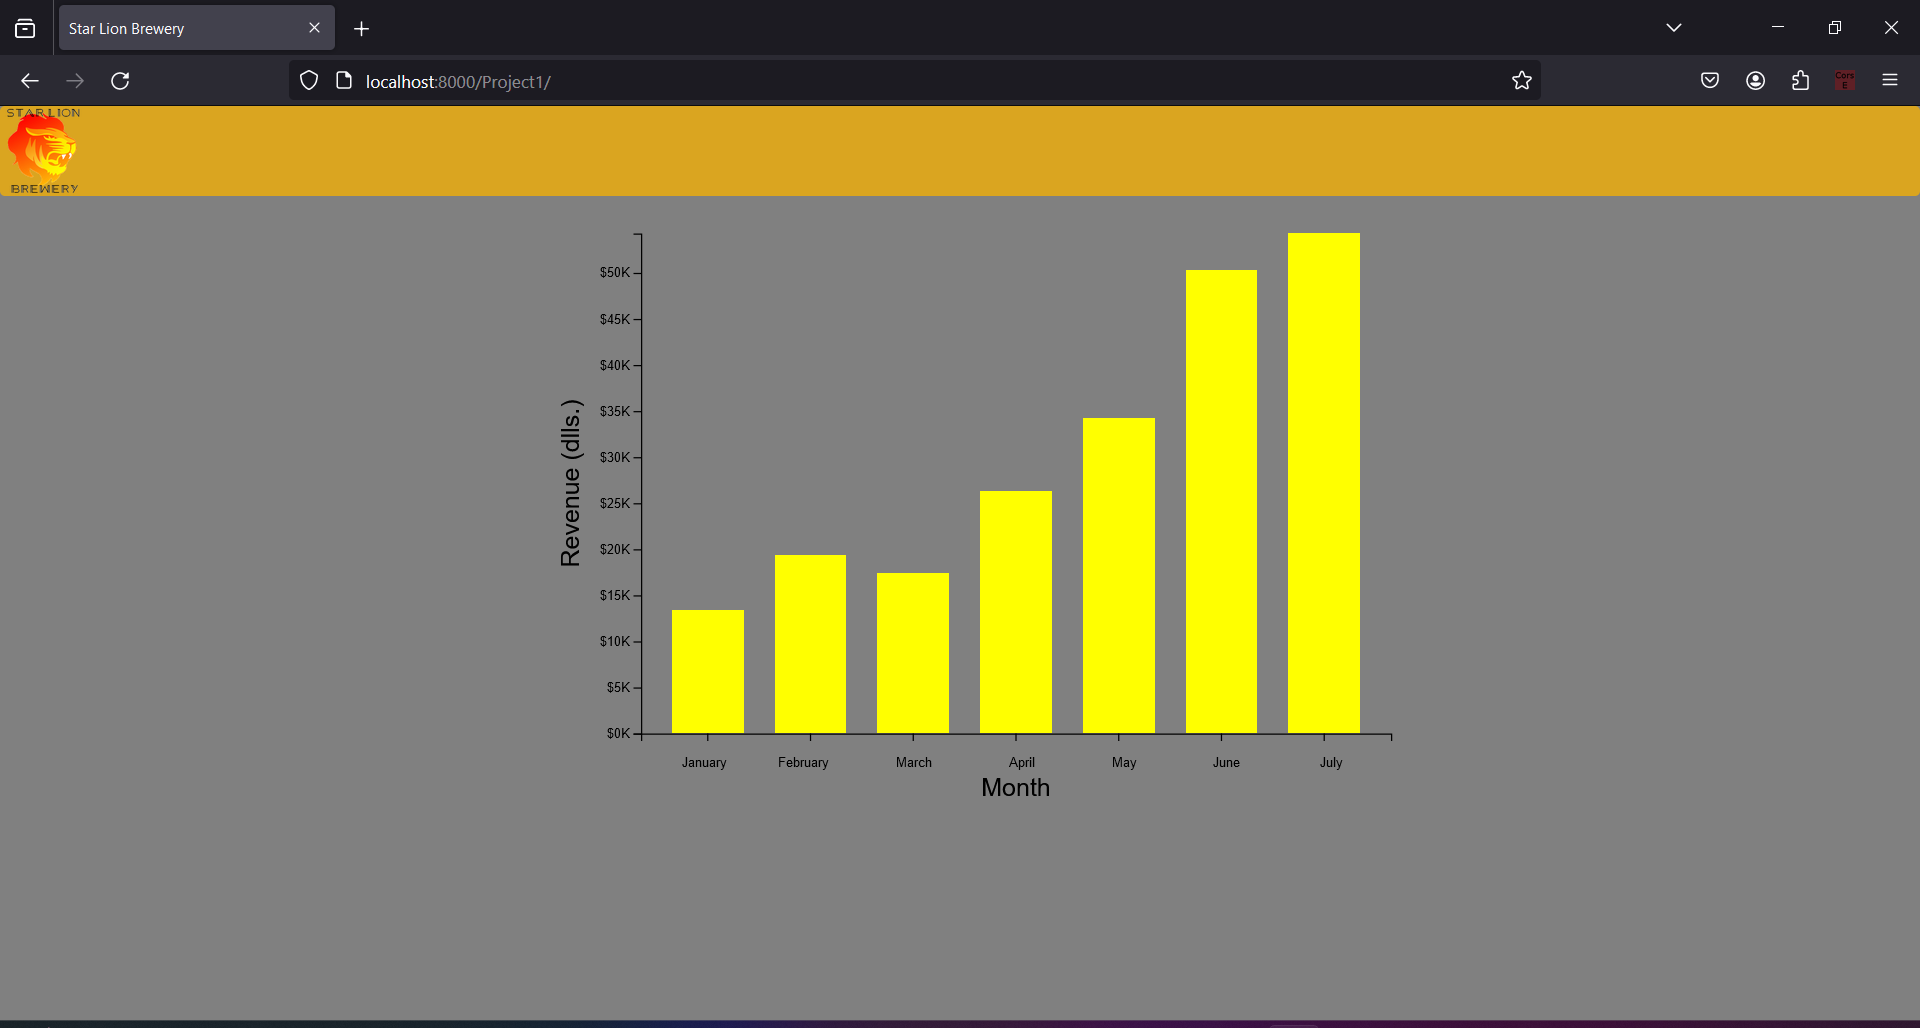 Star Lion Brewery
localhost:8000/Project1/
Cors
E
STAR LION
BREWERY
$50K
$45K
$40K
$35K
$30K
$25K
$20K
$15K
$10K
$5K
$0K
Revenue (dlls.)
January February March April May June July
Month